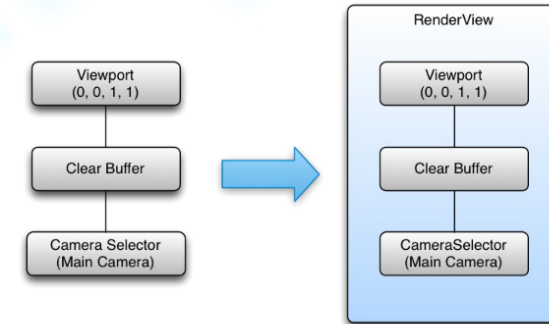 Viewport
(0, 0, 1, 1)
Clear Buffer
Camera Selector
(Main Camera)
RenderView
Viewport
(0, 0, 1, 1)
Clear Buffer
CameraSelector
(Main Camera)